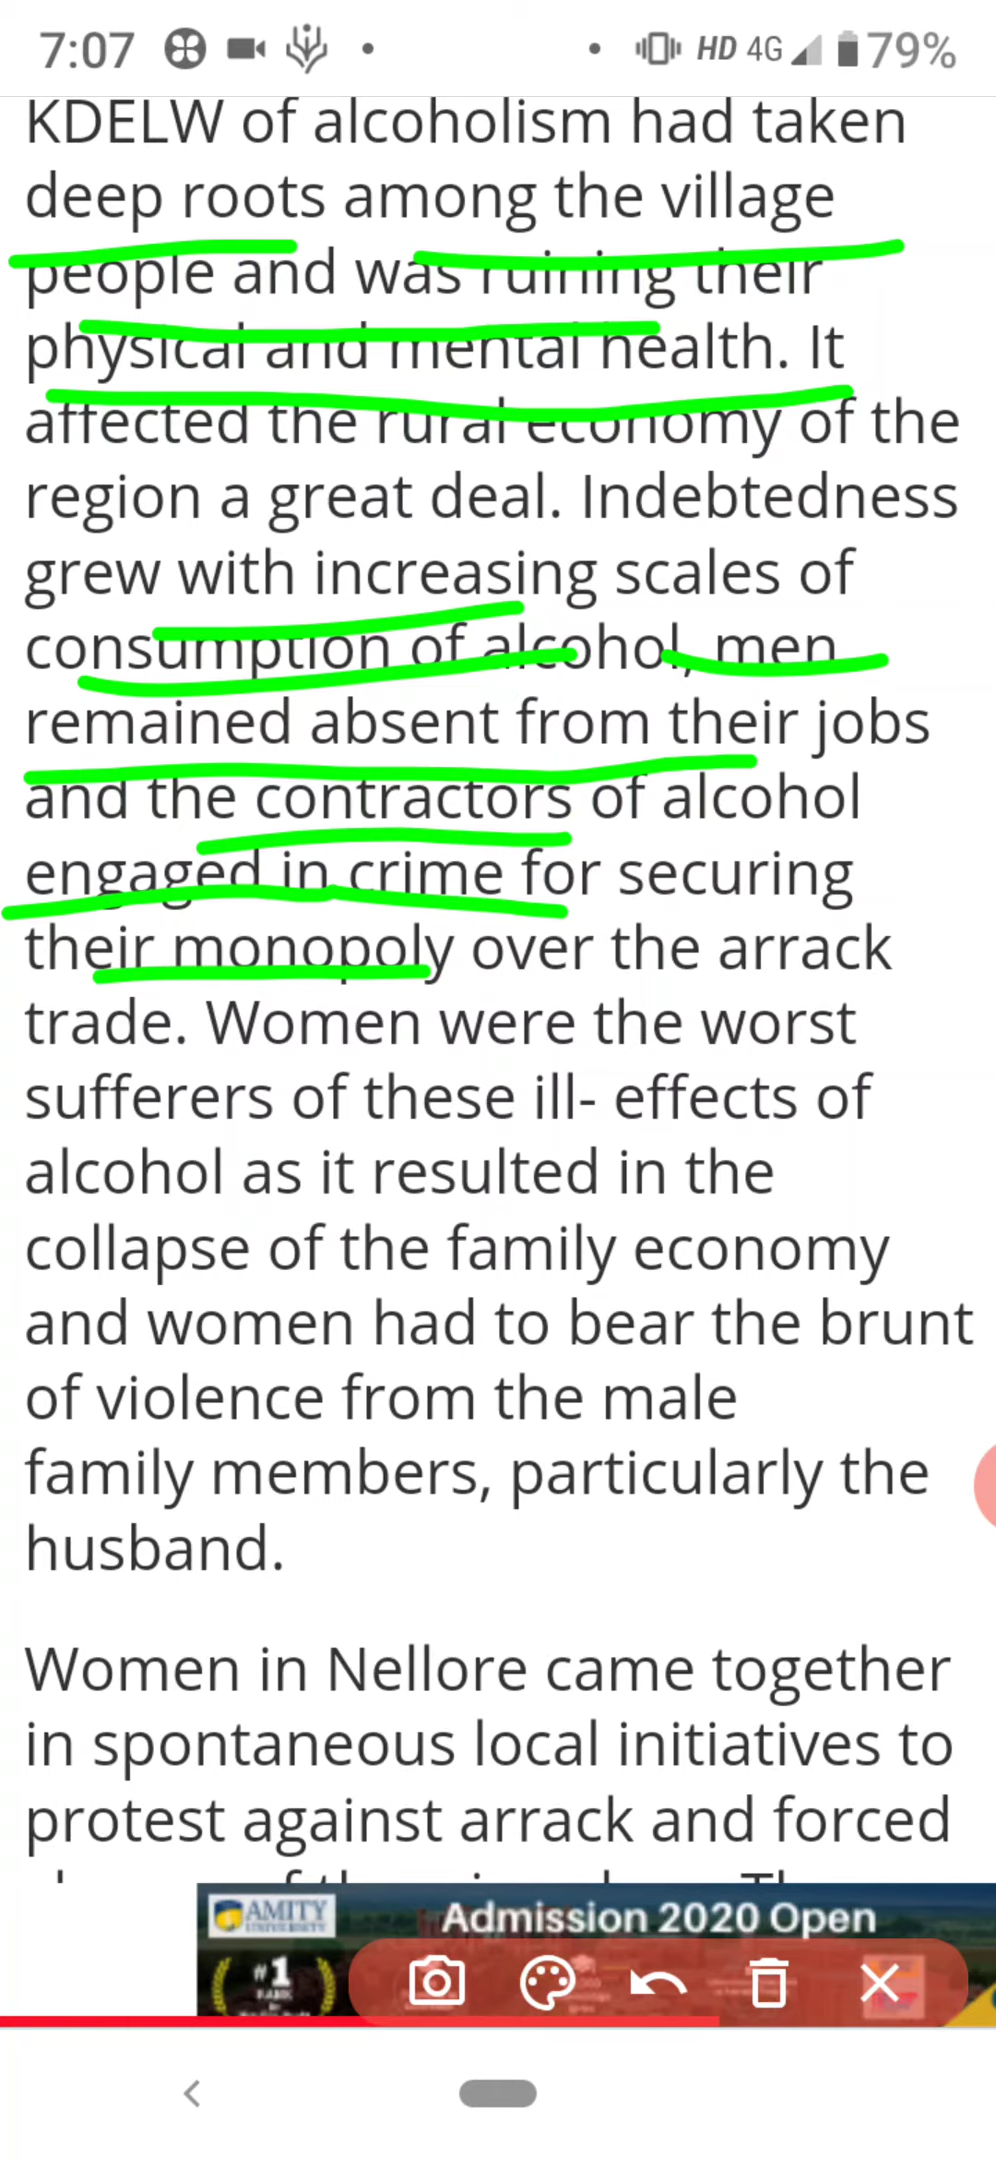 7:07
HD 4G 79%
KDELW of alcoholism had taken
deep roots among the village
people and was ruining their
physical and mental health. It
affected the rural economy of the
region a great deal. Indebtedness
grew with increasing scales of
consumption of alcohol, men
remained absent from their jobs
and the contractors of alcohol
engaged in crime for securing
their monopoly over the arrack
trade. Women were the worst
sufferers of these ill- effects of
alcohol as it resulted in the
collapse of the family economy
and women had to bear the brunt
of violence from the male
family members, particularly the
husband.
Women in Nellore came together
in spontaneous local initiatives to
protest against arrack and forced
AMITY
UNIVERSITY
Admission 2020 Open
#1
RANK